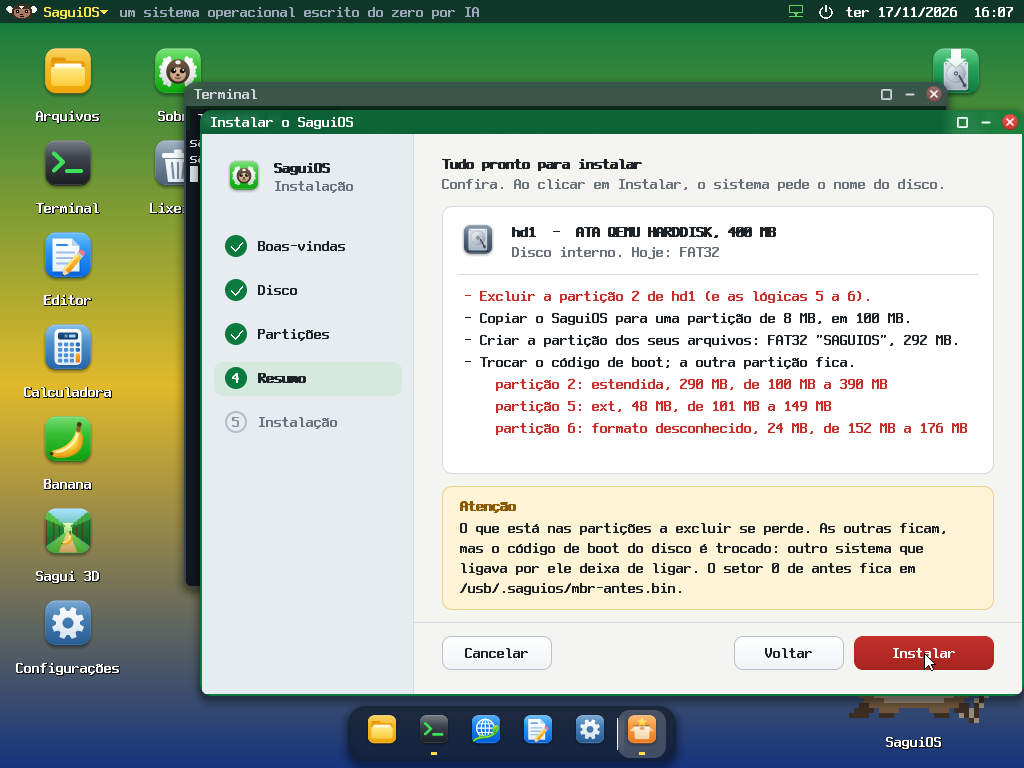 SaguiOS▾ um sistema operacional escrito do zero por IA
ter 17/11/2026 16:07
Arquivos
Terminal
Editor
Calculadora
Banana
Sagui 3D
Configurações
Terminal
Instalar o SaguiOS
SaguiOS
Instalação
Boas-vindas
Disco
Partições
4 Resumo
5 Instalação
Tudo pronto para instalar
Confira. Ao clicar em Instalar, o sistema pede o nome do disco.
hd1 - ATA QEMU HARDDISK, 400 MB
Disco interno. Hoje: FAT32
- Excluir a partição 2 de hd1 (e as lógicas 5 a 6).
- Copiar o SaguiOS para uma partição de 8 MB, em 100 MB.
- Criar a partição dos seus arquivos: FAT32 "SAGUIOS", 292 MB.
- Trocar o código de boot; a outra partição fica.
partição 2: estendida, 290 MB, de 100 MB a 390 MB
partição 5: ext, 48 MB, de 101 MB a 149 MB
partição 6: formato desconhecido, 24 MB, de 152 MB a 176 MB
Atenção
O que está nas partições a excluir se perde. As outras ficam,
mas o código de boot do disco é trocado: outro sistema que
ligava por ele deixa de ligar. O setor 0 de antes fica em
/usb/.saguios/mbr-antes.bin.
Cancelar
Voltar
Instalar
SaguiOS